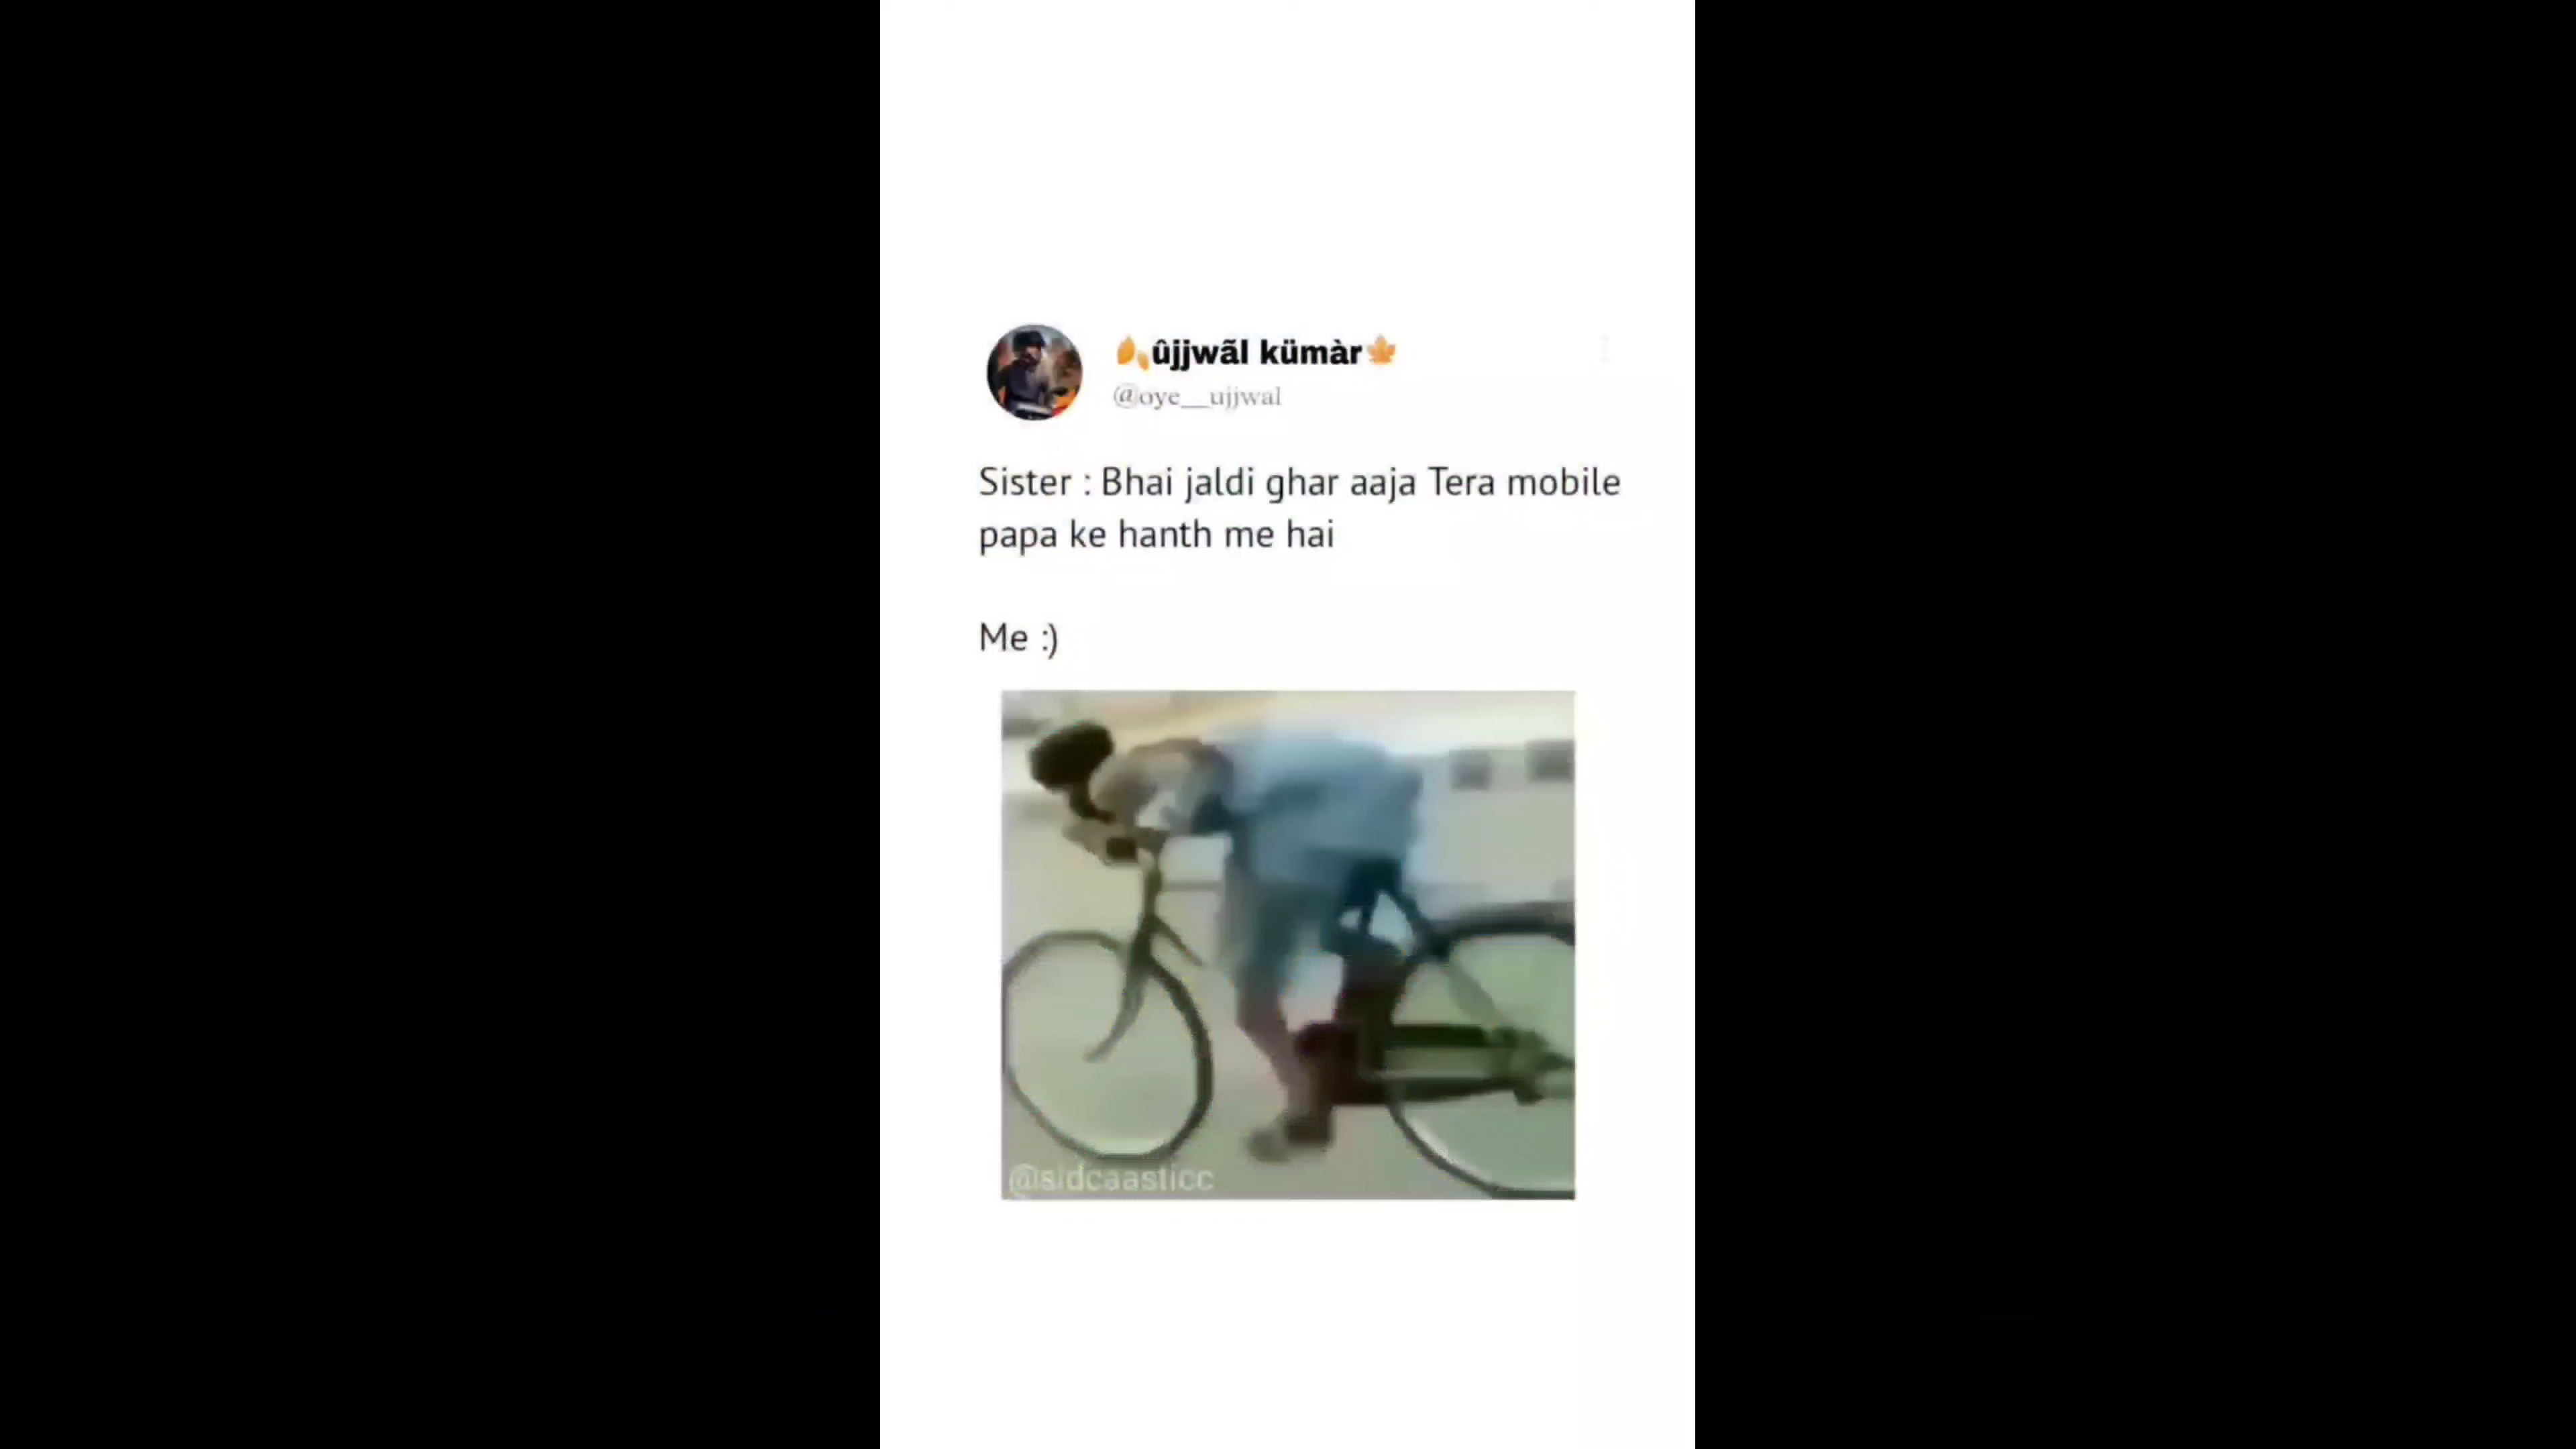 🍂ûjjwãl kümàr🍁
@oye__ujjwal
Sister : Bhai jaldi ghar aaja Tera mobile
papa ke hanth me hai
Me :)
@sidcaasticc